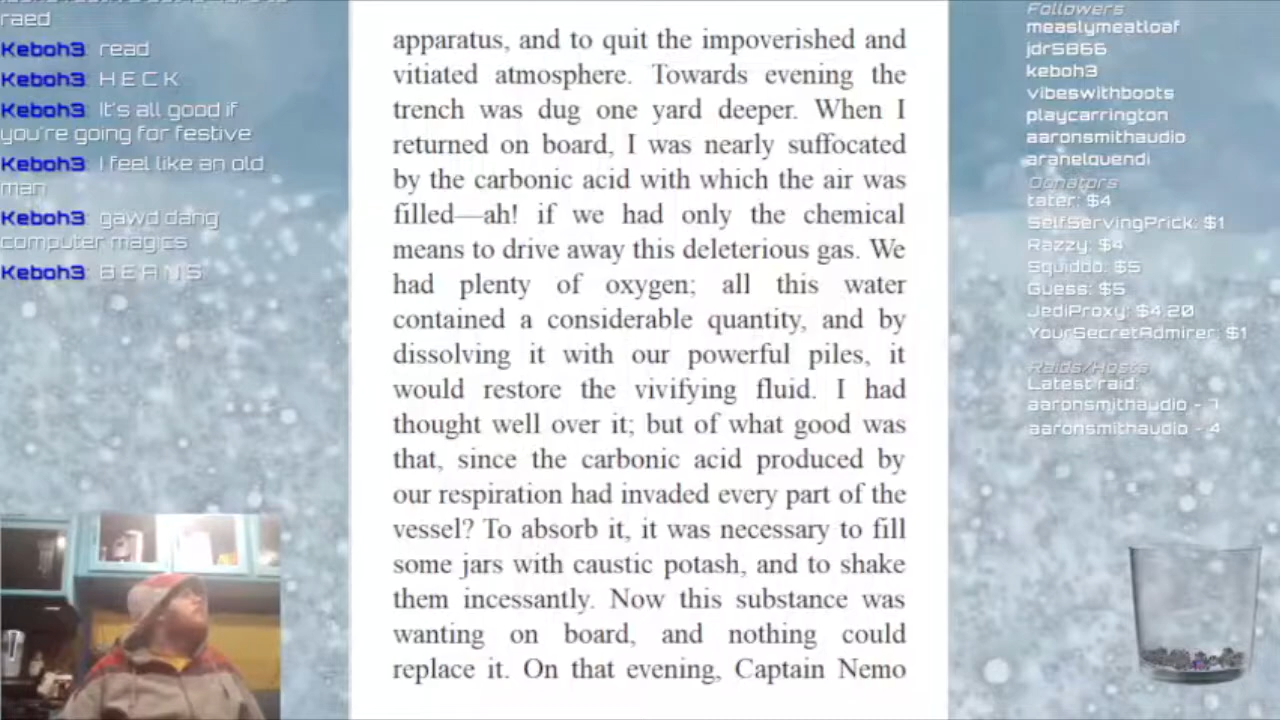 raed
Keboh3: read
Keboh3: H E C K
Keboh3: It's all good if
you're going for festive
Keboh3: I feel like an old
man
Keboh3: gawd dang
computer magics
Keboh3: B E A N S
apparatus, and to quit the impoverished and
vitiated atmosphere. Towards evening the
trench was dug one yard deeper. When I
returned on board, I was nearly suffocated
by the carbonic acid with which the air was
filled—ah! if we had only the chemical
means to drive away this deleterious gas. We
had plenty of oxygen; all this water
contained a considerable quantity, and by
dissolving it with our powerful piles, it
would restore the vivifying fluid. I had
thought well over it; but of what good was
that, since the carbonic acid produced by
our respiration had invaded every part of the
vessel? To absorb it, it was necessary to fill
some jars with caustic potash, and to shake
them incessantly. Now this substance was
wanting on board, and nothing could
replace it. On that evening, Captain Nemo
Followers
measlymeatloaf
jdr5866
keboh3
vibeswithboots
playcarrington
aaronsmithaudio
aranelquendi
Donators
tater: $4
SelfServingPrick: $1
Razzy: $4
Squiddo: $5
Guess: $5
JediProxy: $4.20
YourSecretAdmirer: $1
Raids/Hosts
Latest raid:
aaronsmithaudio - 7
aaronsmithaudio - 4